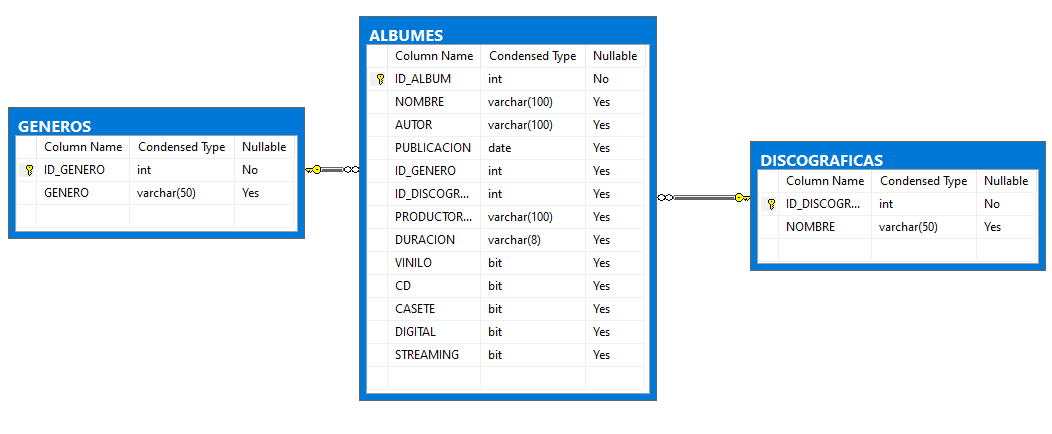 GENEROS
Column Name Condensed Type Nullable
ID_GENERO int No
GENERO varchar(50) Yes
ALBUMES
Column Name Condensed Type Nullable
ID_ALBUM int No
NOMBRE varchar(100) Yes
AUTOR varchar(100) Yes
PUBLICACION date Yes
ID_GENERO int Yes
ID_DISCOGR... int Yes
PRODUCTOR... varchar(100) Yes
DURACION varchar(8) Yes
VINILO bit Yes
CD bit Yes
CASETE bit Yes
DIGITAL bit Yes
STREAMING bit Yes
DISCOGRAFICAS
Column Name Condensed Type Nullable
ID_DISCOGR... int No
NOMBRE varchar(50) Yes